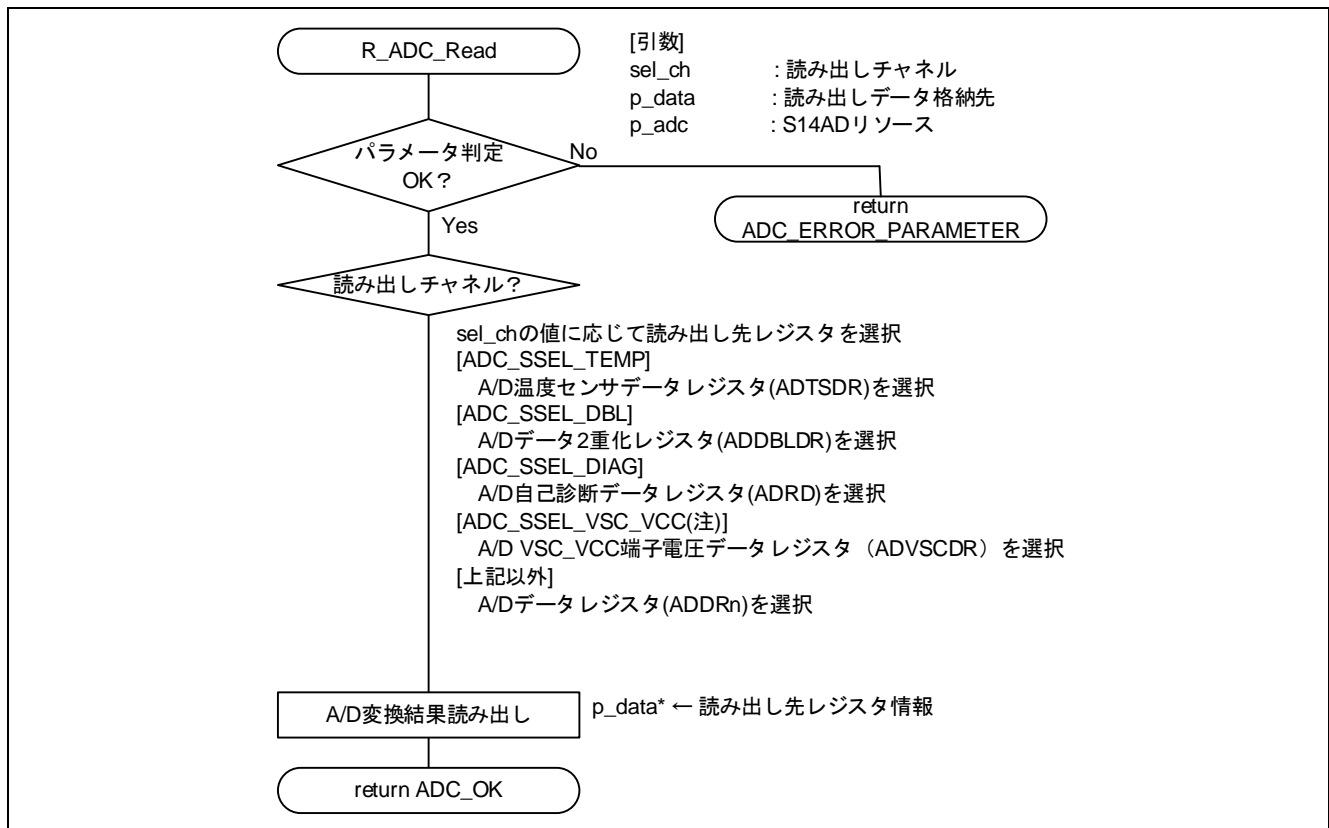 R_ADC_Read
[引数]
sel_ch : 読み出しチャネル
p_data : 読み出しデータ格納先
p_adc : S14ADリソース
パラメータ判定
OK？
No
return
ADC_ERROR_PARAMETER
Yes
読み出しチャネル？
sel_chの値に応じて読み出し先レジスタを選択
[ADC_SSEL_TEMP]
A/D温度センサデータレジスタ(ADTSDR)を選択
[ADC_SSEL_DBL]
A/Dデータ2重化レジスタ(ADDBLDR)を選択
[ADC_SSEL_DIAG]
A/D自己診断データレジスタ(ADRD)を選択
[ADC_SSEL_VSC_VCC(注)]
A/D VSC_VCC端子電圧データレジスタ（ADVSCDR）を選択
[上記以外]
A/Dデータレジスタ(ADDRn)を選択
A/D変換結果読み出し
p_data* ← 読み出し先レジスタ情報
return ADC_OK